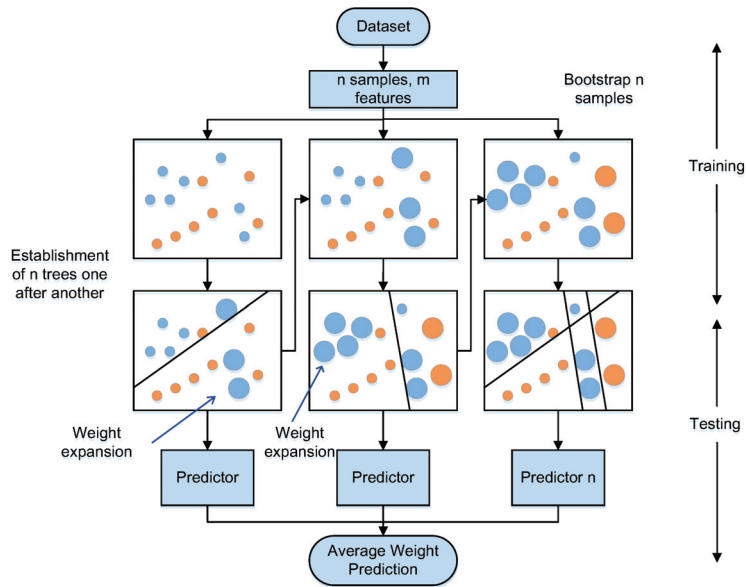 Dataset
n samples, m
features
Bootstrap n
samples
Training
Establishment
of n trees one
after another
Weight
expansion
Weight
expansion
Testing
Predictor
Predictor
Predictor n
Average Weight
Prediction